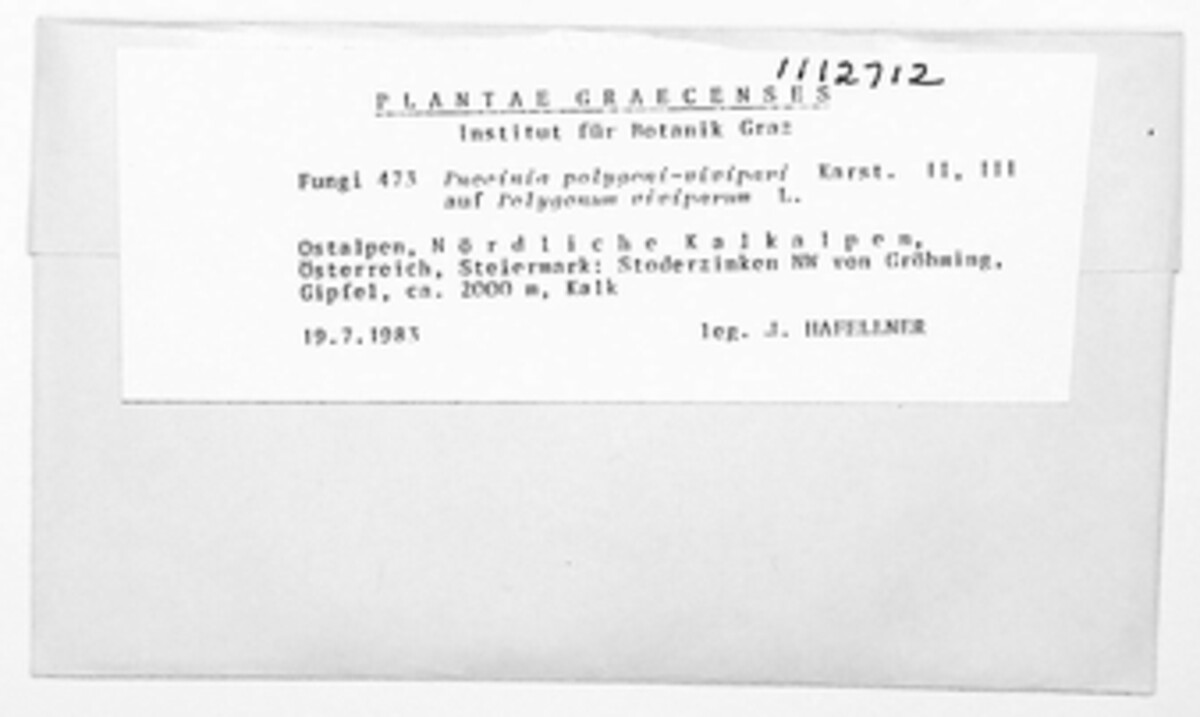 1112712
PLANTAE GRAECENSES
Institut für Botanik Graz
Fungi 473 Puccinia polygoni-vivipari Karst. II, III
auf Polygonum viviparum L.
Ostalpen, Nördliche Kalkalpen,
Österreich, Steiermark: Stoderzinken NW von Gröbming,
Gipfel, ca. 2000 m, Kalk
19.7.1983 leg. J. HAFELLNER